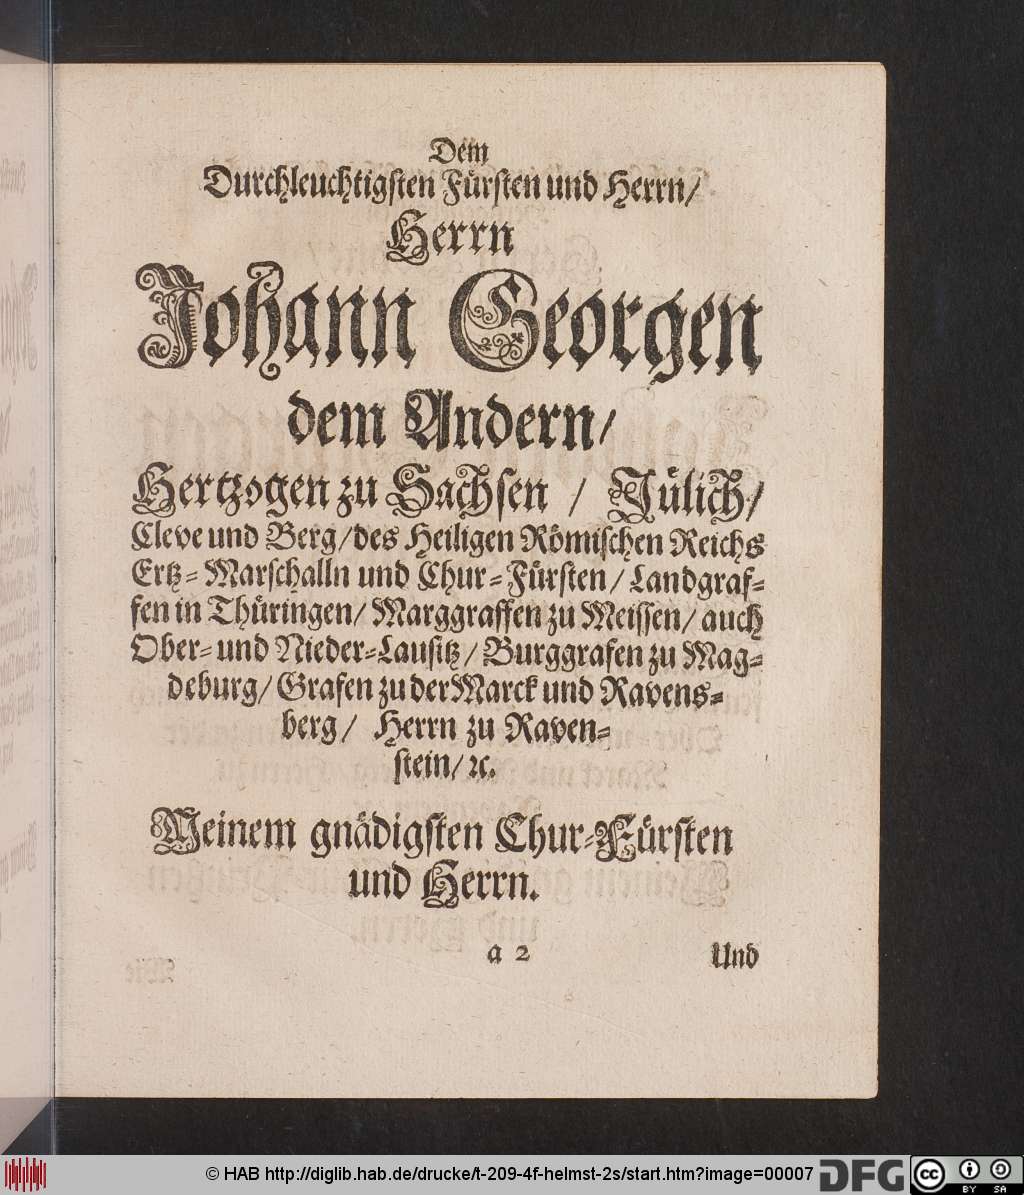 Dem
Durchleuchtigsten Fürsten und Herrn/
Herrn
Johann Georgen
dem Andern/
Hertzogen zu Sachsen / Jülich/
Cleve und Berg/des Heiligen Römischen Reichs
Ertz-Marschalln und Chur-Fürsten/Landgraf-
fen in Thüringen/Marggraffen zu Meissen/auch
Ober- und Nieder-Lausitz/Burggrafen zu Mag-
deburg/Grafen zu der Marck und Ravens-
berg/ Herrn zu Raven-
stein/ꝛc.
Meinem gnädigsten Chur-Fürsten
und Herrn.
a 2 Und
© HAB http://diglib.hab.de/drucke/t-209-4f-helmst-2s/start.htm?image=00007 DFG cc BY SA